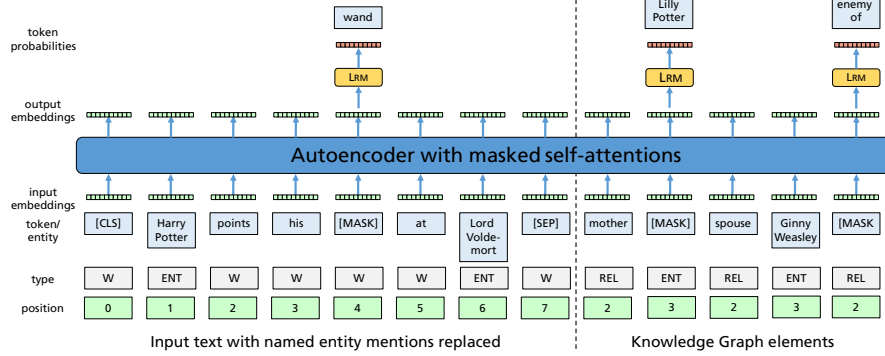 wand
Lilly
Potter
enemy
of
token
probabilities
LRM LRM LRM
output
embeddings
Autoencoder with masked self-attentions
input
embeddings
token/
entity
[CLS] Harry
Potter points his [MASK] at Lord
Volde-
mort [SEP] mother [MASK] spouse Ginny
Weasley [MASK
type W ENT W W W W ENT W REL ENT REL ENT REL
position 0 1 2 3 4 5 6 7 2 3 2 3 2
Input text with named entity mentions replaced Knowledge Graph elements